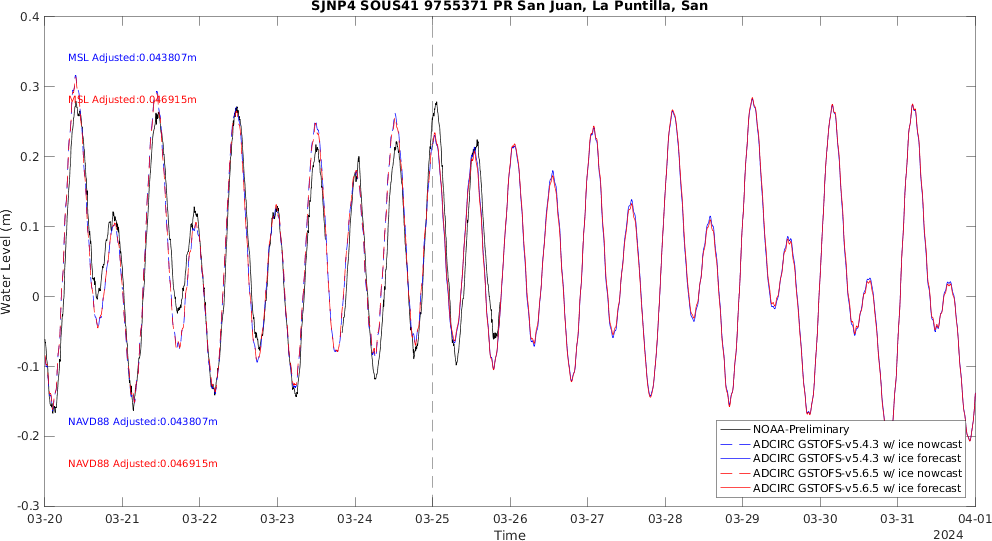 SJNP4 SOUS41 9755371 PR San Juan, La Puntilla, San
0.4
0.3
0.2
0.1
0
-0.1
-0.2
-0.3
Water Level (m)
MSL Adjusted:0.043807m
MSL Adjusted:0.046915m
NAVD88 Adjusted:0.043807m
NAVD88 Adjusted:0.046915m
NOAA-Preliminary
ADCIRC GSTOFS-v5.4.3 w/ ice nowcast
ADCIRC GSTOFS-v5.4.3 w/ ice forecast
ADCIRC GSTOFS-v5.6.5 w/ ice nowcast
ADCIRC GSTOFS-v5.6.5 w/ ice forecast
03-20 03-21 03-22 03-23 03-24 03-25 03-26 03-27 03-28 03-29 03-30 03-31 04-01
Time
2024